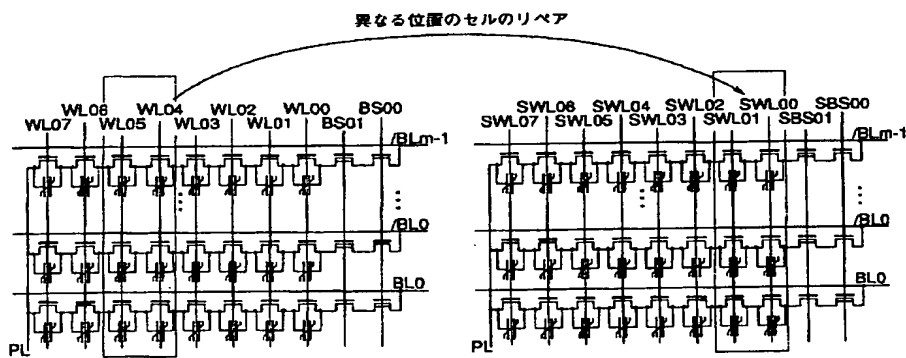 異なる位置のセルのリペア
WL07 WL06 WL05 WL04 WL03 WL02 WL01 WL00 BS01 BS00
/BLm-1
/BL0
BL0
PL
SWL07 SWL06 SWL05 SWL04 SWL03 SWL02 SWL01 SWL00 SBS01 SBS00
/BLm-1
/BL0
BL0
PL